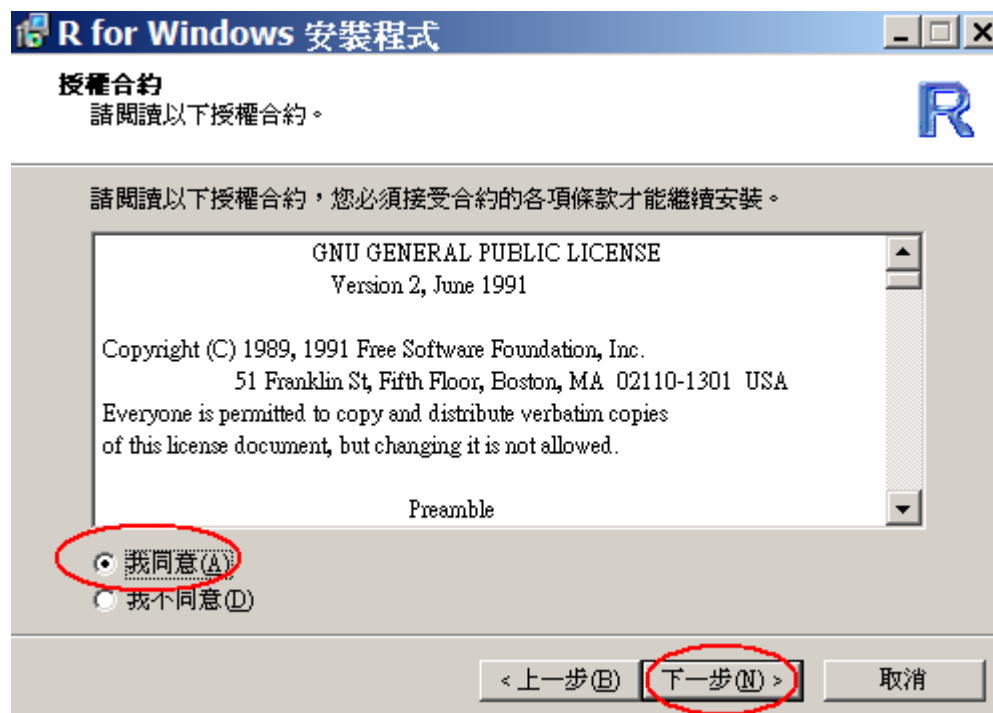 R for Windows 安裝程式
授權合約
請閱讀以下授權合約。
R
請閱讀以下授權合約，您必須接受合約的各項條款才能繼續安裝。
GNU GENERAL PUBLIC LICENSE
Version 2, June 1991
Copyright (C) 1989, 1991 Free Software Foundation, Inc.
51 Franklin St, Fifth Floor, Boston, MA  02110-1301  USA
Everyone is permitted to copy and distribute verbatim copies
of this license document, but changing it is not allowed.
Preamble
我同意(A)
我不同意(D)
< 上一步(B)
下一步(N) >
取消